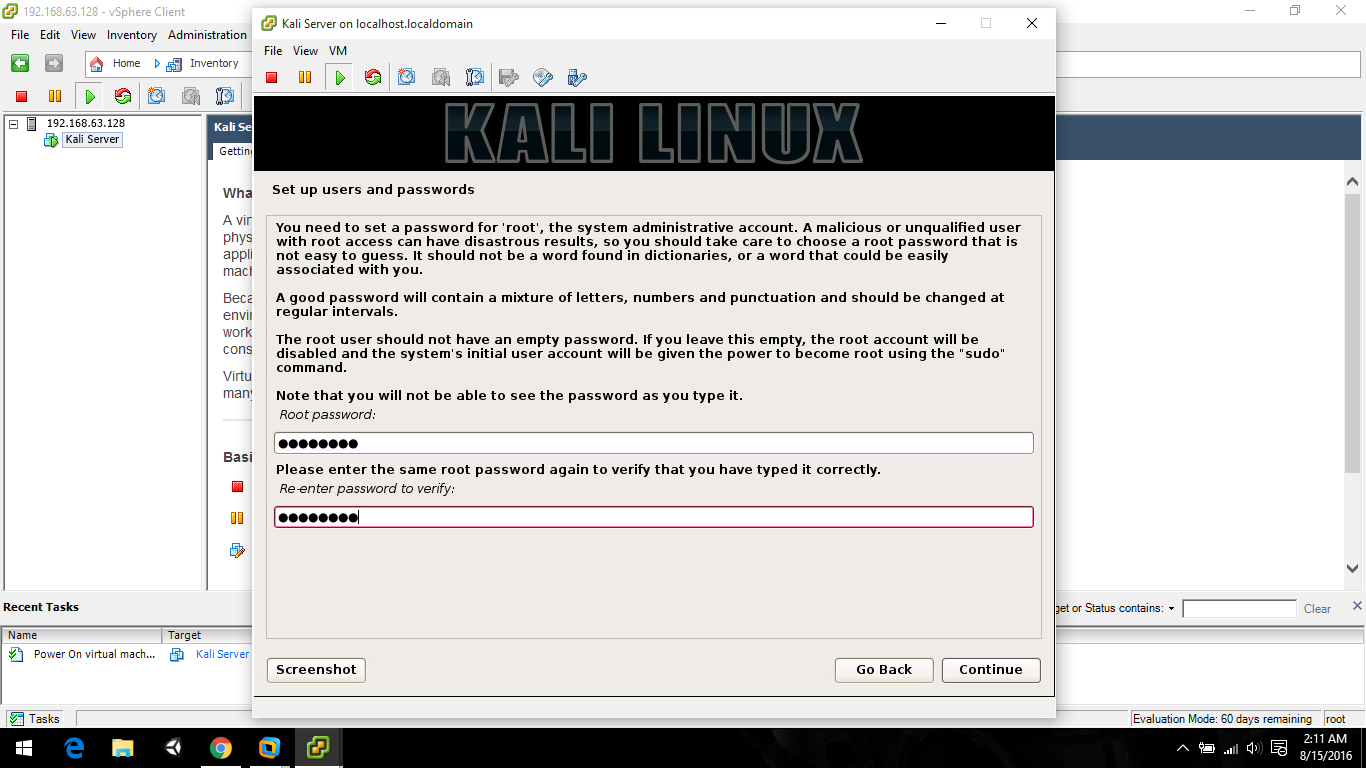 192.168.63.128 - vSphere Client
File Edit View Inventory Administration
Home Inventory
192.168.63.128
Kali Server
Kali Se
Getting
Wha
A vir
phys
appli
mach
Beca
envir
work
cons
Virtu
many
Basi
Kali Server on localhost.localdomain
File View VM
KALI LINUX
Set up users and passwords
You need to set a password for 'root', the system administrative account. A malicious or unqualified user
with root access can have disastrous results, so you should take care to choose a root password that is
not easy to guess. It should not be a word found in dictionaries, or a word that could be easily
associated with you.
A good password will contain a mixture of letters, numbers and punctuation and should be changed at
regular intervals.
The root user should not have an empty password. If you leave this empty, the root account will be
disabled and the system's initial user account will be given the power to become root using the "sudo"
command.
Note that you will not be able to see the password as you type it.
Root password:
●●●●●●●●
Please enter the same root password again to verify that you have typed it correctly.
Re-enter password to verify:
●●●●●●●●
Screenshot Go Back Continue
Recent Tasks
get or Status contains: Clear
Name Target
Power On virtual mach... Kali Server
Tasks Evaluation Mode: 60 days remaining root
2:11 AM
8/15/2016